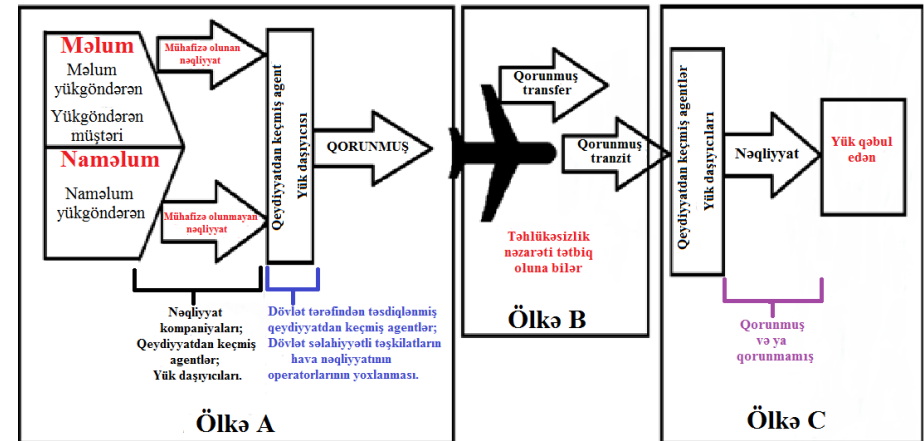 Məlum
Məlum
yükgöndərən
Yükgöndərən
müştəri
Naməlum
Naməlum
yükgöndərən
Mühafizə olunan
nəqliyyat
Mühafizə olunmayan
nəqliyyat
Qeydiyyatdan keçmiş agent
Yük daşıyıcısı
QORUNMUŞ
Nəqliyyat
kompaniyaları;
Qeydiyyatdan keçmiş
agentlər;
Yük daşıyıcıları.
Dövlət tərəfindən təsdiqlənmiş
qeydiyyatdan keçmiş agentlər;
Dövlət səlahiyyətli təşkilatların
hava nəqliyyatının
operatorlarının yoxlanması.
Ölkə A
Qorunmuş
transfer
Qorunmuş
tranzit
Təhlükəsizlik
nəzarəti tətbiq
oluna bilər
Ölkə B
Qeydiyyatdan keçmiş agentlər
Yük daşıyıcıları
Nəqliyyat
Yük qəbul
edən
Qorunmuş
və ya
qorunmamış
Ölkə C